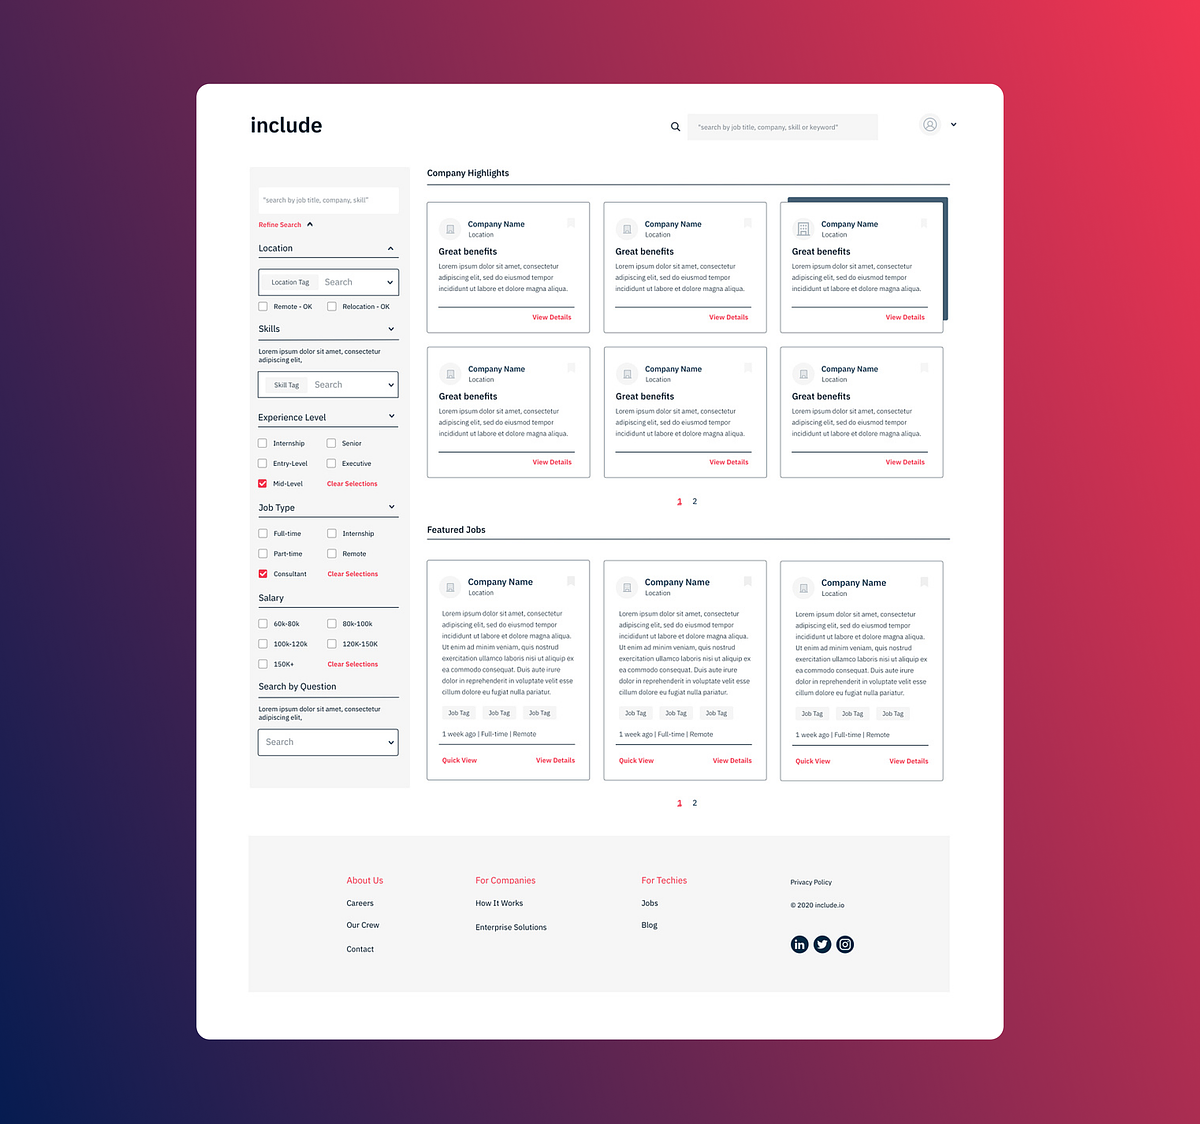 include
"search by job title, company, skill or keyword"
"search by job title, company, skill"
Refine Search
Location
Location Tag Search
Remote - OK Relocation - OK
Skills
Lorem ipsum dolor sit amet, consectetur
adipiscing elit,
Skill Tag Search
Experience Level
Internship Senior
Entry-Level Executive
Mid-Level Clear Selections
Job Type
Full-time Internship
Part-time Remote
Consultant Clear Selections
Salary
60k-80k 80k-100k
100k-120k 120K-150K
150K+ Clear Selections
Search by Question
Lorem ipsum dolor sit amet, consectetur
adipiscing elit,
Search
Company Highlights
Company Name
Location
Great benefits
Lorem ipsum dolor sit amet, consectetur
adipiscing elit, sed do eiusmod tempor
incididunt ut labore et dolore magna aliqua.
View Details
Company Name
Location
Great benefits
Lorem ipsum dolor sit amet, consectetur
adipiscing elit, sed do eiusmod tempor
incididunt ut labore et dolore magna aliqua.
View Details
Company Name
Location
Great benefits
Lorem ipsum dolor sit amet, consectetur
adipiscing elit, sed do eiusmod tempor
incididunt ut labore et dolore magna aliqua.
View Details
Company Name
Location
Great benefits
Lorem ipsum dolor sit amet, consectetur
adipiscing elit, sed do eiusmod tempor
incididunt ut labore et dolore magna aliqua.
View Details
Company Name
Location
Great benefits
Lorem ipsum dolor sit amet, consectetur
adipiscing elit, sed do eiusmod tempor
incididunt ut labore et dolore magna aliqua.
View Details
Company Name
Location
Great benefits
Lorem ipsum dolor sit amet, consectetur
adipiscing elit, sed do eiusmod tempor
incididunt ut labore et dolore magna aliqua.
View Details
1 2
Featured Jobs
Company Name
Location
Lorem ipsum dolor sit amet, consectetur
adipiscing elit, sed do eiusmod tempor
incididunt ut labore et dolore magna aliqua.
Ut enim ad minim veniam, quis nostrud
exercitation ullamco laboris nisi ut aliquip ex
ea commodo consequat. Duis aute irure
dolor in reprehenderit in voluptate velit esse
cillum dolore eu fugiat nulla pariatur.
Job Tag Job Tag Job Tag
1 week ago | Full-time | Remote
Quick View View Details
Company Name
Location
Lorem ipsum dolor sit amet, consectetur
adipiscing elit, sed do eiusmod tempor
incididunt ut labore et dolore magna aliqua.
Ut enim ad minim veniam, quis nostrud
exercitation ullamco laboris nisi ut aliquip ex
ea commodo consequat. Duis aute irure
dolor in reprehenderit in voluptate velit esse
cillum dolore eu fugiat nulla pariatur.
Job Tag Job Tag Job Tag
1 week ago | Full-time | Remote
Quick View View Details
Company Name
Location
Lorem ipsum dolor sit amet, consectetur
adipiscing elit, sed do eiusmod tempor
incididunt ut labore et dolore magna aliqua.
Ut enim ad minim veniam, quis nostrud
exercitation ullamco laboris nisi ut aliquip ex
ea commodo consequat. Duis aute irure
dolor in reprehenderit in voluptate velit esse
cillum dolore eu fugiat nulla pariatur.
Job Tag Job Tag Job Tag
1 week ago | Full-time | Remote
Quick View View Details
1 2
About Us
Careers
Our Crew
Contact
For Companies
How It Works
Enterprise Solutions
For Techies
Jobs
Blog
Privacy Policy
© 2020 include.io
in